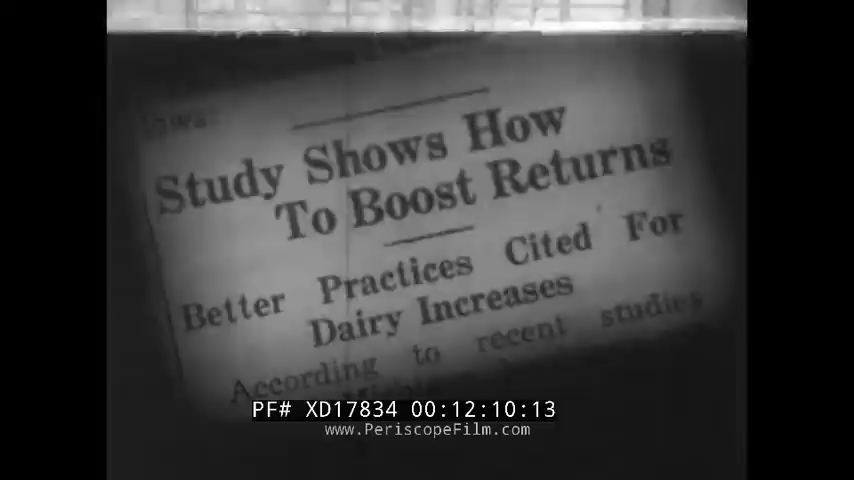 Study Shows How
To Boost Returns
Better Practices Cited For
Dairy Increases
According to recent studies
PF# XD17834 00:12:10:13
www.PeriscopeFilm.com